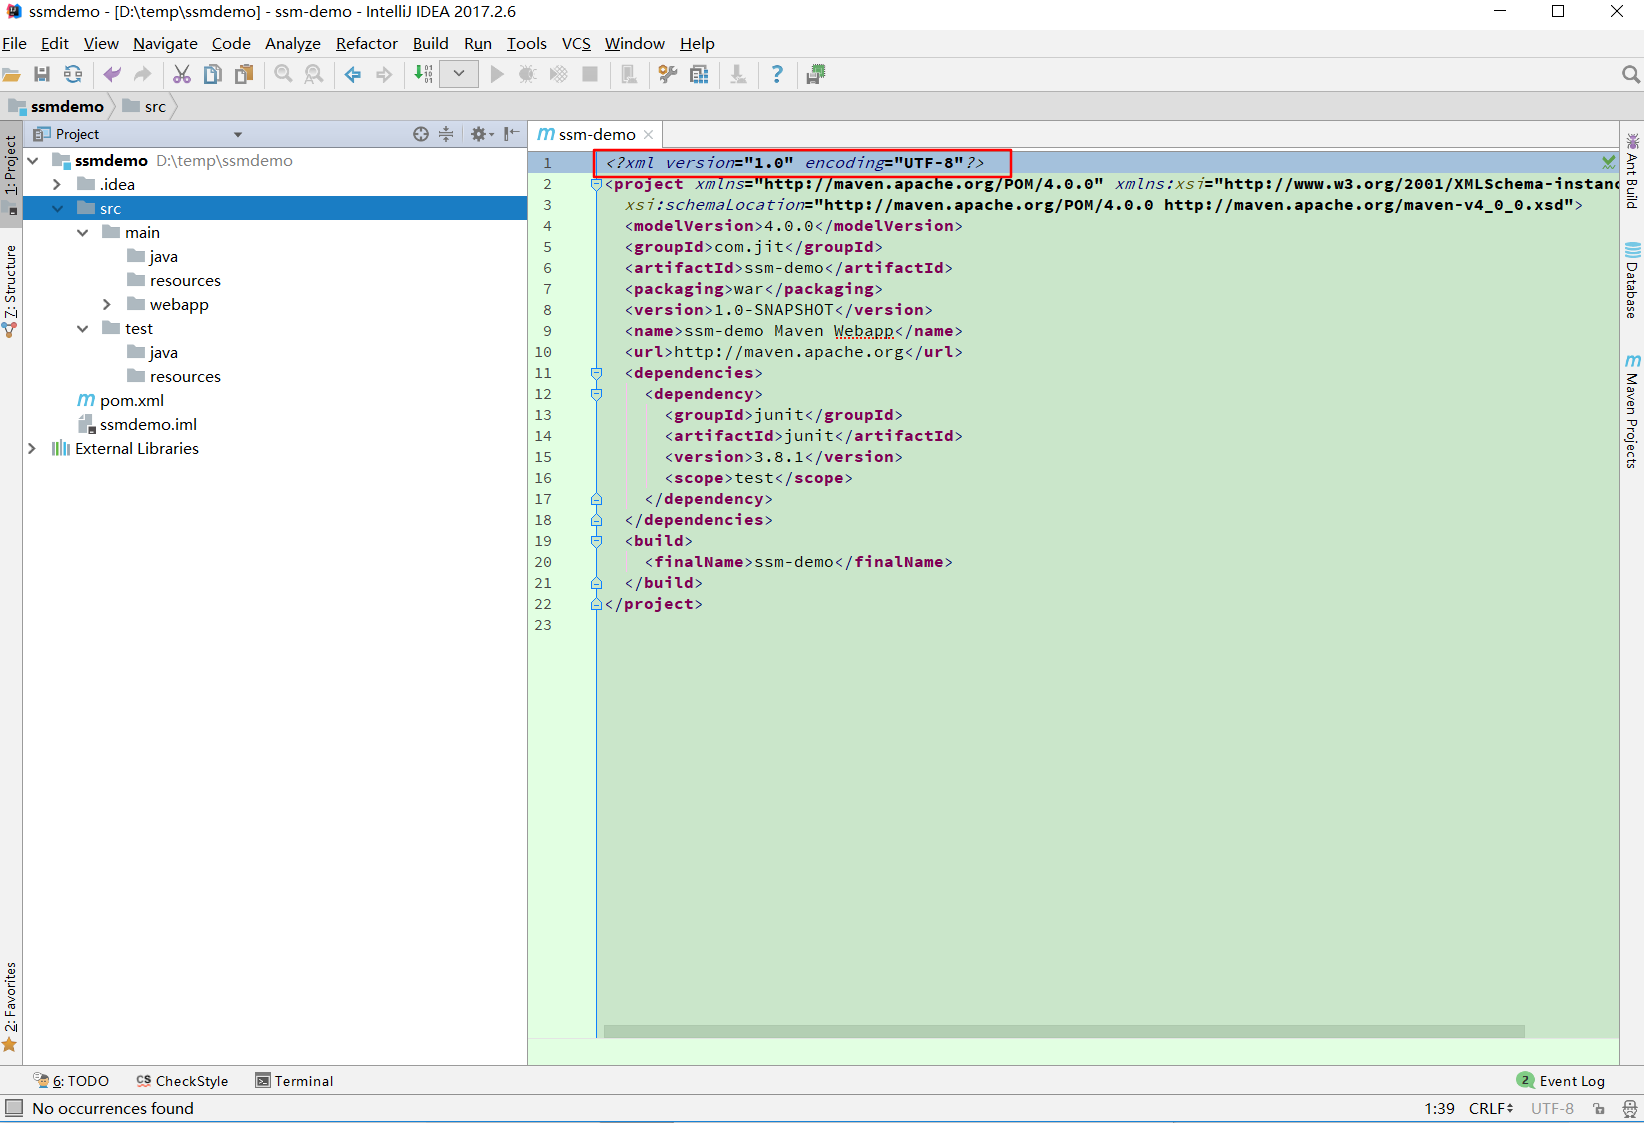 ssmdemo - [D:\temp\ssmdemo] - ssm-demo - IntelliJ IDEA 2017.2.6
File Edit View Navigate Code Analyze Refactor Build Run Tools VCS Window Help
ssmdemo src
1: Project
7: Structure
2: Favorites
Project
ssmdemo D:\temp\ssmdemo
.idea
src
main
java
resources
webapp
test
java
resources
pom.xml
ssmdemo.iml
External Libraries
ssm-demo
1 <?xml version="1.0" encoding="UTF-8"?>
2 <project xmlns="http://maven.apache.org/POM/4.0.0" xmlns:xsi="http://www.w3.org/2001/XMLSchema-instanc
3 xsi:schemaLocation="http://maven.apache.org/POM/4.0.0 http://maven.apache.org/maven-v4_0_0.xsd">
4 <modelVersion>4.0.0</modelVersion>
5 <groupId>com.jit</groupId>
6 <artifactId>ssm-demo</artifactId>
7 <packaging>war</packaging>
8 <version>1.0-SNAPSHOT</version>
9 <name>ssm-demo Maven Webapp</name>
10 <url>http://maven.apache.org</url>
11 <dependencies>
12 <dependency>
13 <groupId>junit</groupId>
14 <artifactId>junit</artifactId>
15 <version>3.8.1</version>
16 <scope>test</scope>
17 </dependency>
18 </dependencies>
19 <build>
20 <finalName>ssm-demo</finalName>
21 </build>
22 </project>
23
Ant Build
Database
Maven Projects
6: TODO CheckStyle Terminal 2 Event Log
No occurrences found 1:39 CRLF UTF-8